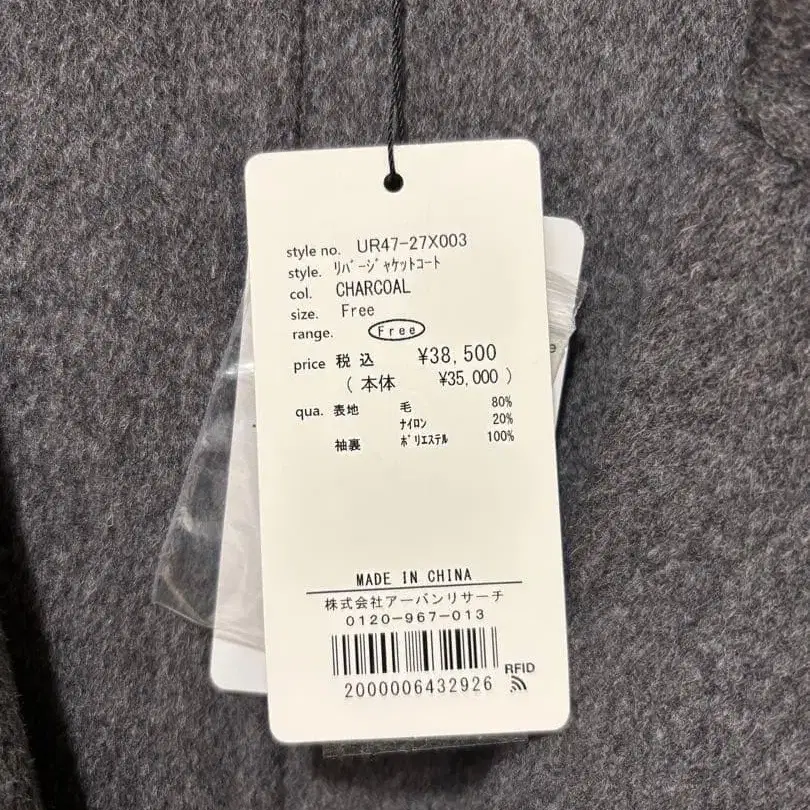 style no. UR47-27X003
style. ﾘﾊﾞｰｼﾞｬｹｯﾄｺｰﾄ
col. CHARCOAL
size. Free
range. Free
price 税込 ¥38,500
(本体 ¥35,000)
qua. 表地 毛 80%
ﾅｲﾛﾝ 20%
袖裏 ﾎﾟﾘｴｽﾃﾙ 100%
MADE IN CHINA
株式会社アーバンリサーチ
0120-967-013
RFID
2000006432926